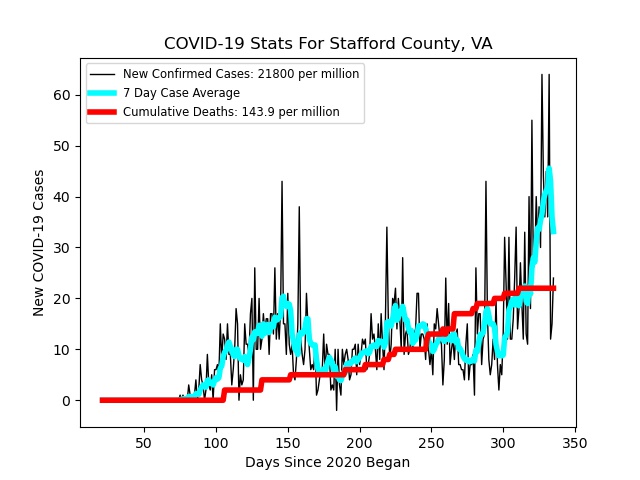 COVID-19 Stats For Stafford County, VA
New Confirmed Cases: 21800 per million
7 Day Case Average
Cumulative Deaths: 143.9 per million
New COVID-19 Cases
60
50
40
30
20
10
0
50 100 150 200 250 300 350
Days Since 2020 Began